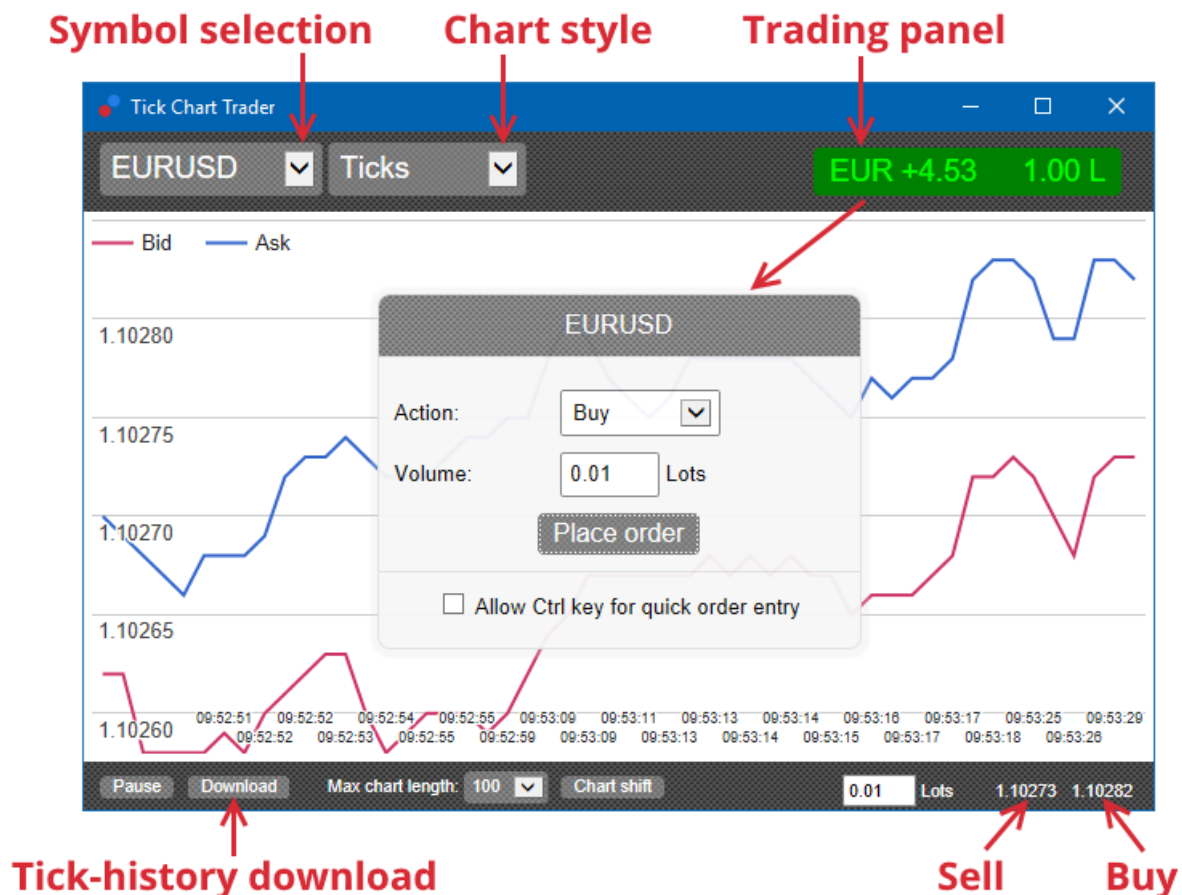 Symbol selection Chart style Trading panel
Tick Chart Trader
EURUSD Ticks EUR +4.53 1.00 L
Bid Ask
1.10280
EURUSD
Action: Buy
1.10275
Volume: 0.01 Lots
1.10270
Place order
Allow Ctrl key for quick order entry
1.10265
1.10260
09:52:51 09:52:52 09:52:54 09:52:55 09:53:09 09:53:11 09:53:13 09:53:14 09:53:16 09:53:17 09:53:25 09:53:29
09:52:52 09:52:53 09:52:55 09:52:59 09:53:09 09:53:13 09:53:14 09:53:15 09:53:17 09:53:18 09:53:26
Pause Download Max chart length: 100 Chart shift 0.01 Lots 1.10273 1.10282
Tick-history download Sell Buy